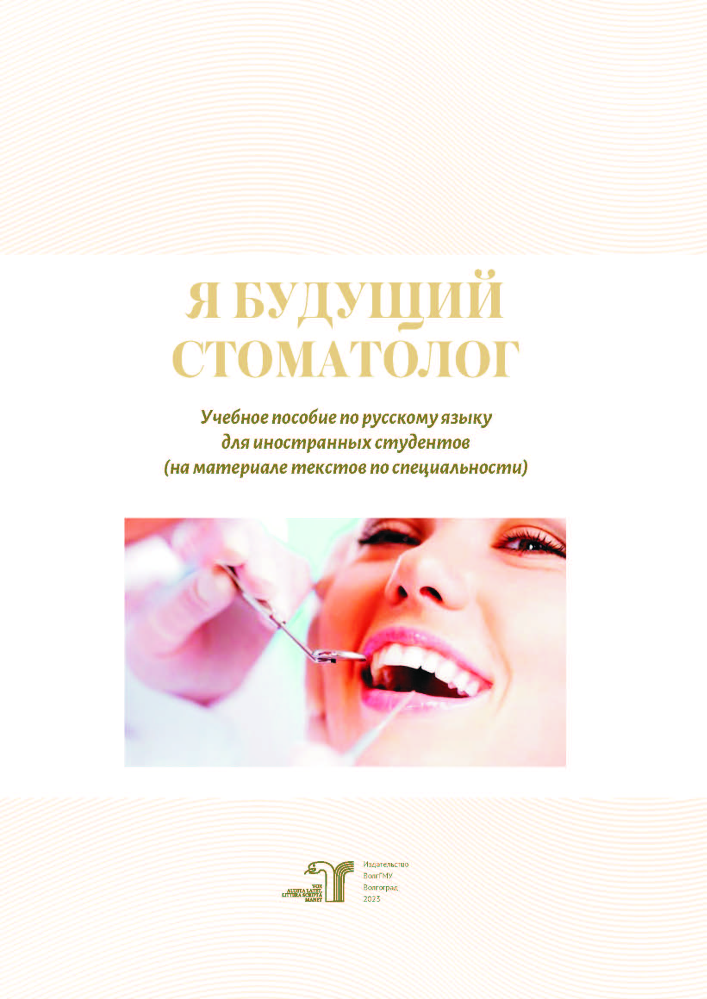 Я БУДУЩИЙ
СТОМАТОЛОГ
Учебное пособие по русскому языку
для иностранных студентов
(на материале текстов по специальности)
VOX
AUDITA LATET,
LITTERA SCRIPTA
MANET
Издательство
ВолгГМУ
Волгоград
2023